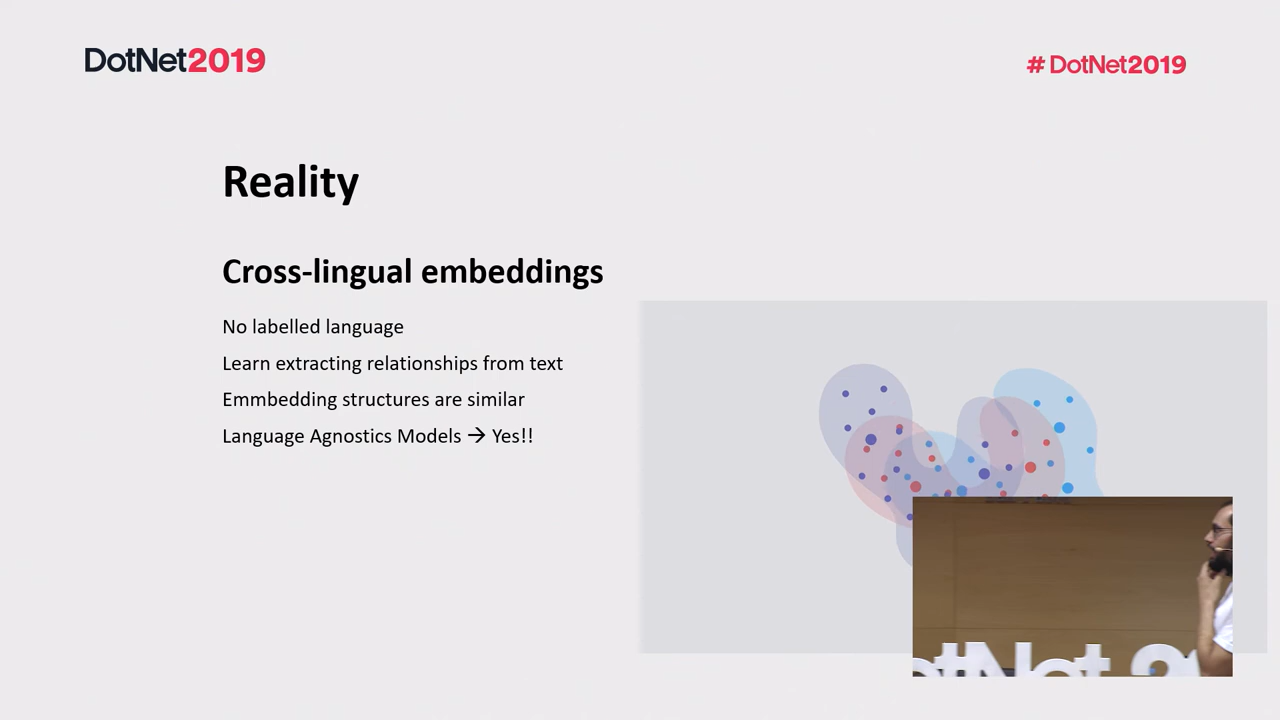 DotNet2019
# DotNet2019
Reality
Cross-lingual embeddings
No labelled language
Learn extracting relationships from text
Emmbedding structures are similar
Language Agnostics Models → Yes!!